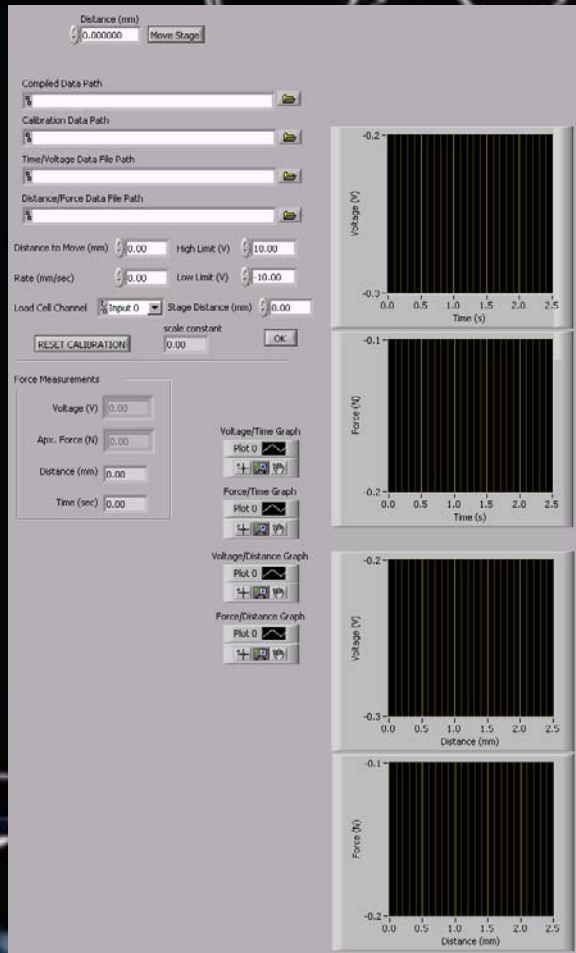 Distance (mm)
0.000000 Move Stage
Compiled Data Path
Calibration Data Path
Time/Voltage Data File Path
Distance/Force Data File Path
Distance to Move (mm) 0.00 High Limit (V) 10.00
Rate (mm/sec) 0.00 Low Limit (V) -10.00
Load Cell Channel Input 0 Stage Distance (mm) 0.00
RESET CALIBRATION scale constant 0.00 OK
Force Measurements
Voltage (V) 0.00
Apx. Force (N) 0.00
Distance (mm) 0.00
Time (sec) 0.00
Voltage/Time Graph
Plot 0
Force/Time Graph
Plot 0
Voltage/Distance Graph
Plot 0
Force/Distance Graph
Plot 0
-0.2
Voltage (V)
-0.3
0.0 0.5 1.0 1.5 2.0 2.5
Time (s)
-0.1
Force (N)
-0.2
0.0 0.5 1.0 1.5 2.0 2.5
Time (s)
-0.2
Voltage (V)
-0.3
0.0 0.5 1.0 1.5 2.0 2.5
Distance (mm)
-0.1
Force (N)
-0.2
0.0 0.5 1.0 1.5 2.0 2.5
Distance (mm)